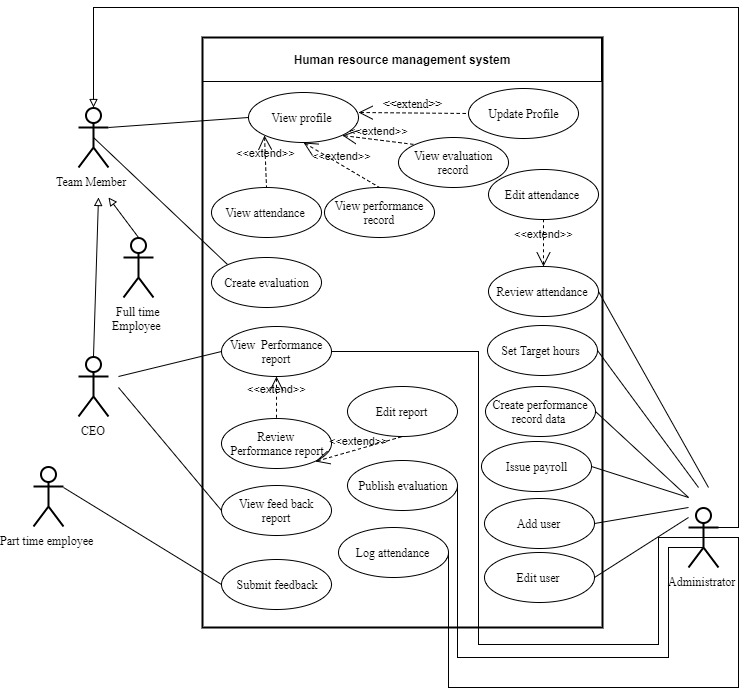 Human resource management system
View profile
<<extend>>
Update Profile
<<extend>>
<<extend>>
<<extend>>
View evaluation
record
Team Member
Edit attendance
View attendance
View performance
record
<<extend>>
Create evaluation
Review attendance
Full time
Employee
View  Performance
report
Set Target hours
<<extend>>
Create performance
record data
Edit report
CEO
Review
Performance report
<<extend>>
Issue payroll
Publish evaluation
View feed back
report
Add user
Part time employee
Log attendance
Submit feedback
Edit user
Administrator